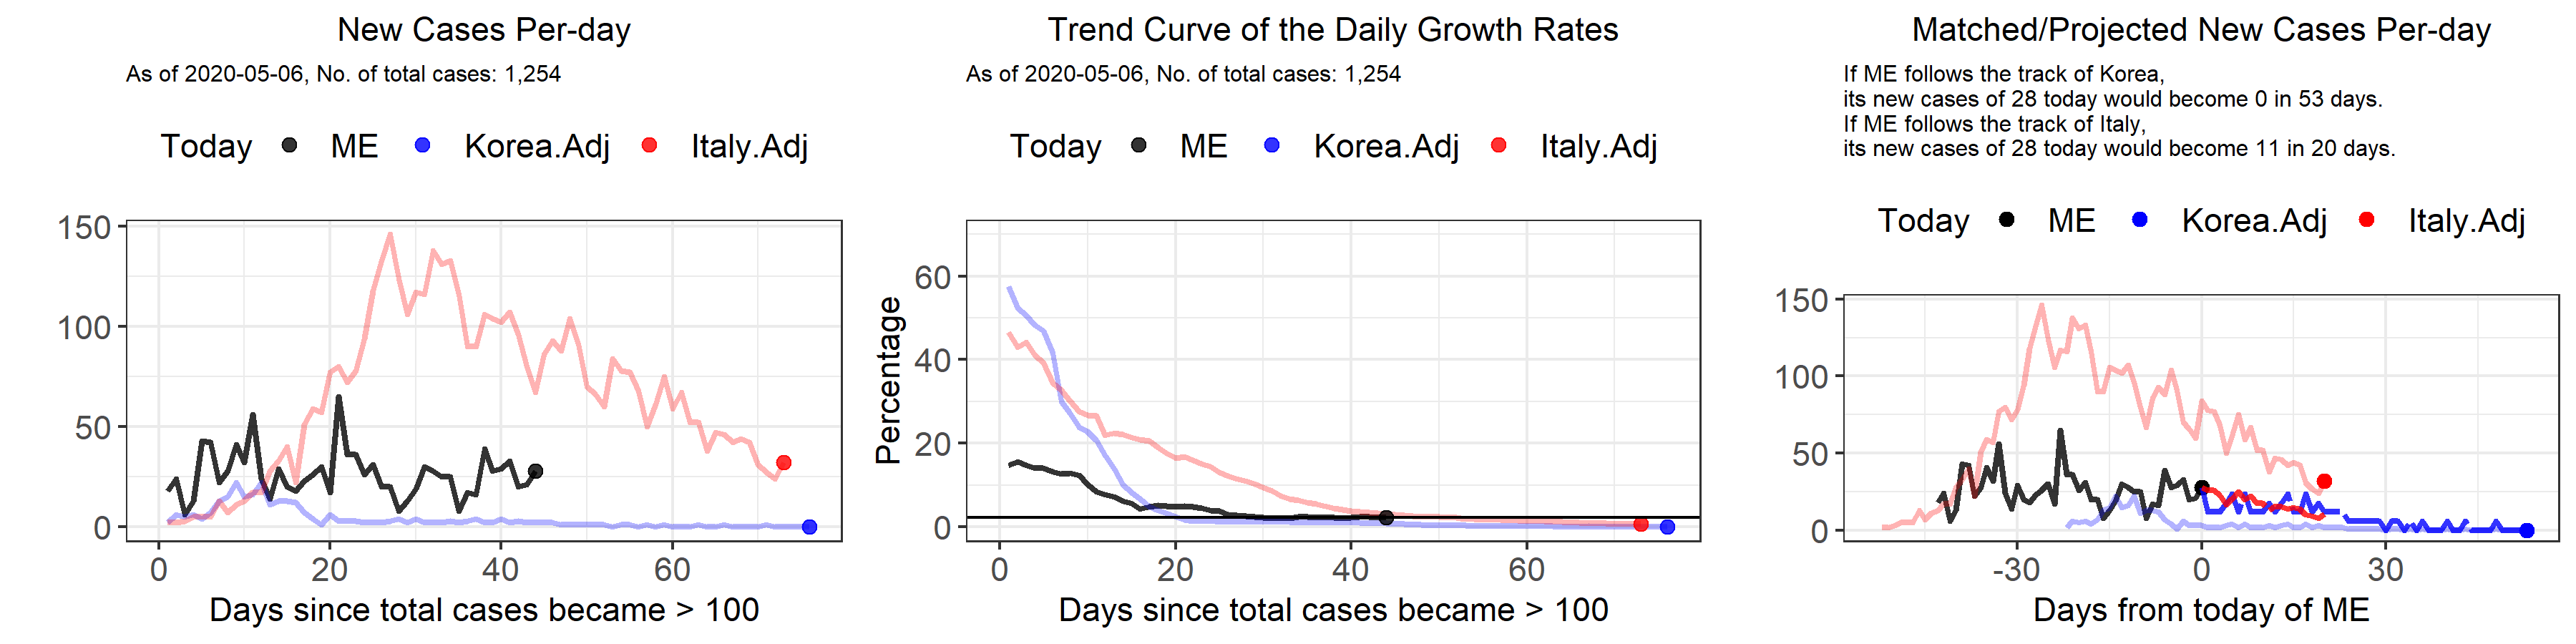 New Cases Per-day
As of 2020-05-06, No. of total cases: 1,254
Today ME Korea.Adj Italy.Adj
150
100
50
0
0 20 40 60
Days since total cases became > 100
Trend Curve of the Daily Growth Rates
As of 2020-05-06, No. of total cases: 1,254
Today ME Korea.Adj Italy.Adj
Percentage
60
40
20
0
0 20 40 60
Days since total cases became > 100
Matched/Projected New Cases Per-day
If ME follows the track of Korea,
its new cases of 28 today would become 0 in 53 days.
If ME follows the track of Italy,
its new cases of 28 today would become 11 in 20 days.
Today ME Korea.Adj Italy.Adj
150
100
50
0
-30 0 30
Days from today of ME